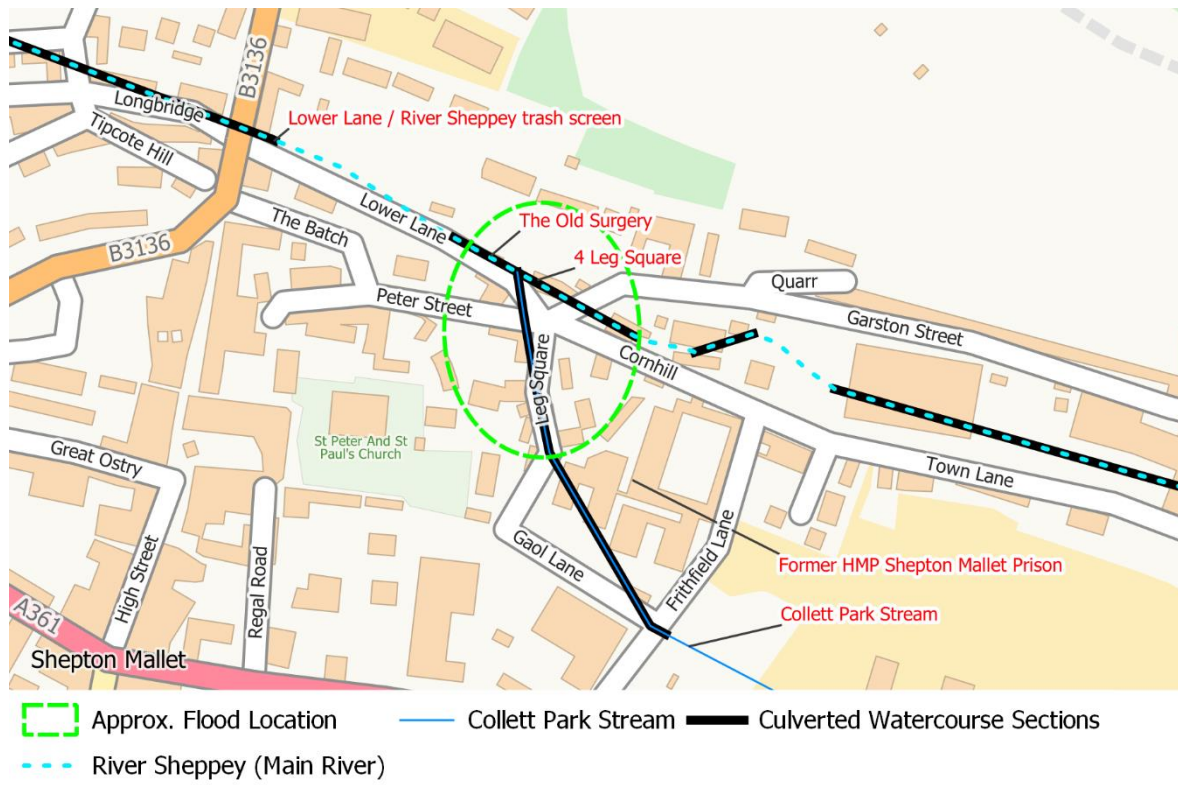 B3136
Longbridge
Lower Lane / River Sheppey trash screen
Tipcote Hill
Lower Lane
The Old Surgery
The Batch
4 Leg Square
B3136
Peter Street
Quarr
Garston Street
Cornhill
Leg Square
St Peter And St
Paul's Church
Great Ostry
Town Lane
High Street
Regal Road
Gaol Lane
Frithfield Lane
Former HMP Shepton Mallet Prison
Collett Park Stream
A361
Shepton Mallet
Approx. Flood Location
Collett Park Stream
Culverted Watercourse Sections
River Sheppey (Main River)